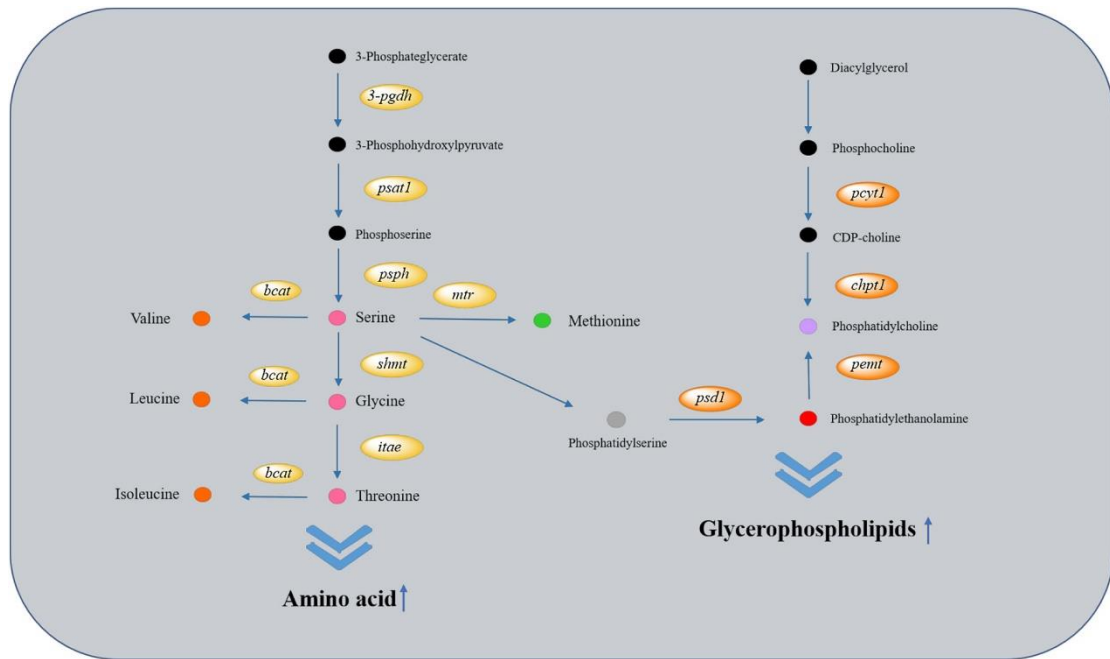 3-Phosphateglycerate
3-pgdh
3-Phosphohydroxylpyruvate
psat1
Phosphoserine
psph
bcat
mtr
Valine
Serine
Methionine
shmt
bcat
Leucine
Glycine
itae
bcat
Isoleucine
Threonine
Amino acid
Diacylglycerol
Phosphocholine
pcyt1
CDP-choline
chpt1
Phosphatidylcholine
pemt
psd1
Phosphatidylserine
Phosphatidylethanolamine
Glycerophospholipids